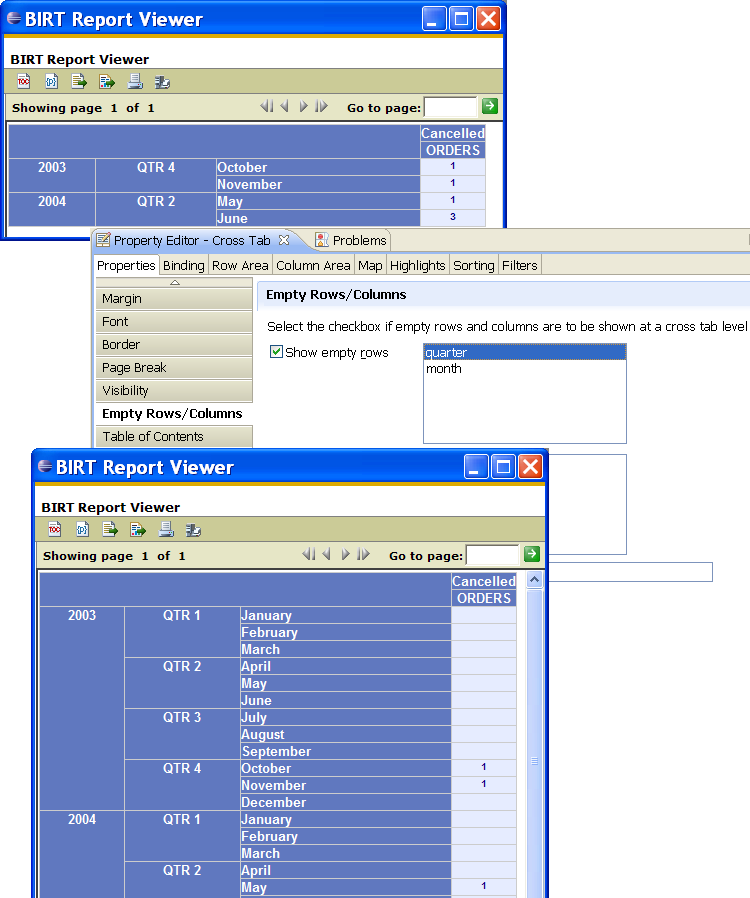 BIRT Report Viewer
BIRT Report Viewer
TOC
Showing page 1 of 1 Go to page:
Cancelled
ORDERS
2003 QTR 4 October 1
November 1
2004 QTR 2 May 1
June 3
Property Editor - Cross Tab Problems
Properties Binding Row Area Column Area Map Highlights Sorting Filters
Margin
Font
Border
Page Break
Visibility
Empty Rows/Columns
Table of Contents
Empty Rows/Columns
Select the checkbox if empty rows and columns are to be shown at a cross tab level
Show empty rows
quarter
month
BIRT Report Viewer
BIRT Report Viewer
TOC
Showing page 1 of 1 Go to page:
Cancelled
ORDERS
2003 QTR 1 January
February
March
QTR 2 April
May
June
QTR 3 July
August
September
QTR 4 October 1
November 1
December
2004 QTR 1 January
February
March
QTR 2 April
May 1